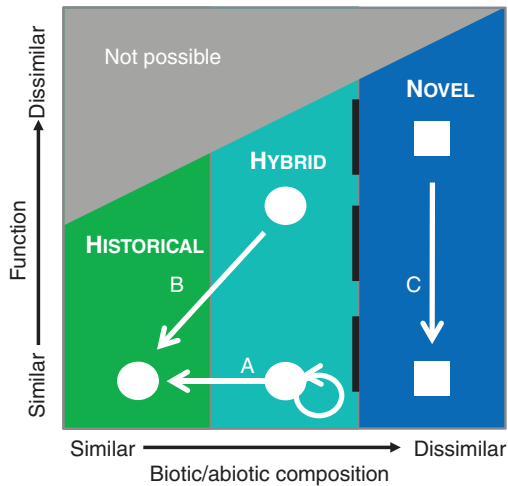 Not possible
NOVEL
HYBRID
HISTORICAL
B
C
A
Dissimilar
Function
Similar
Similar
Dissimilar
Biotic/abiotic composition